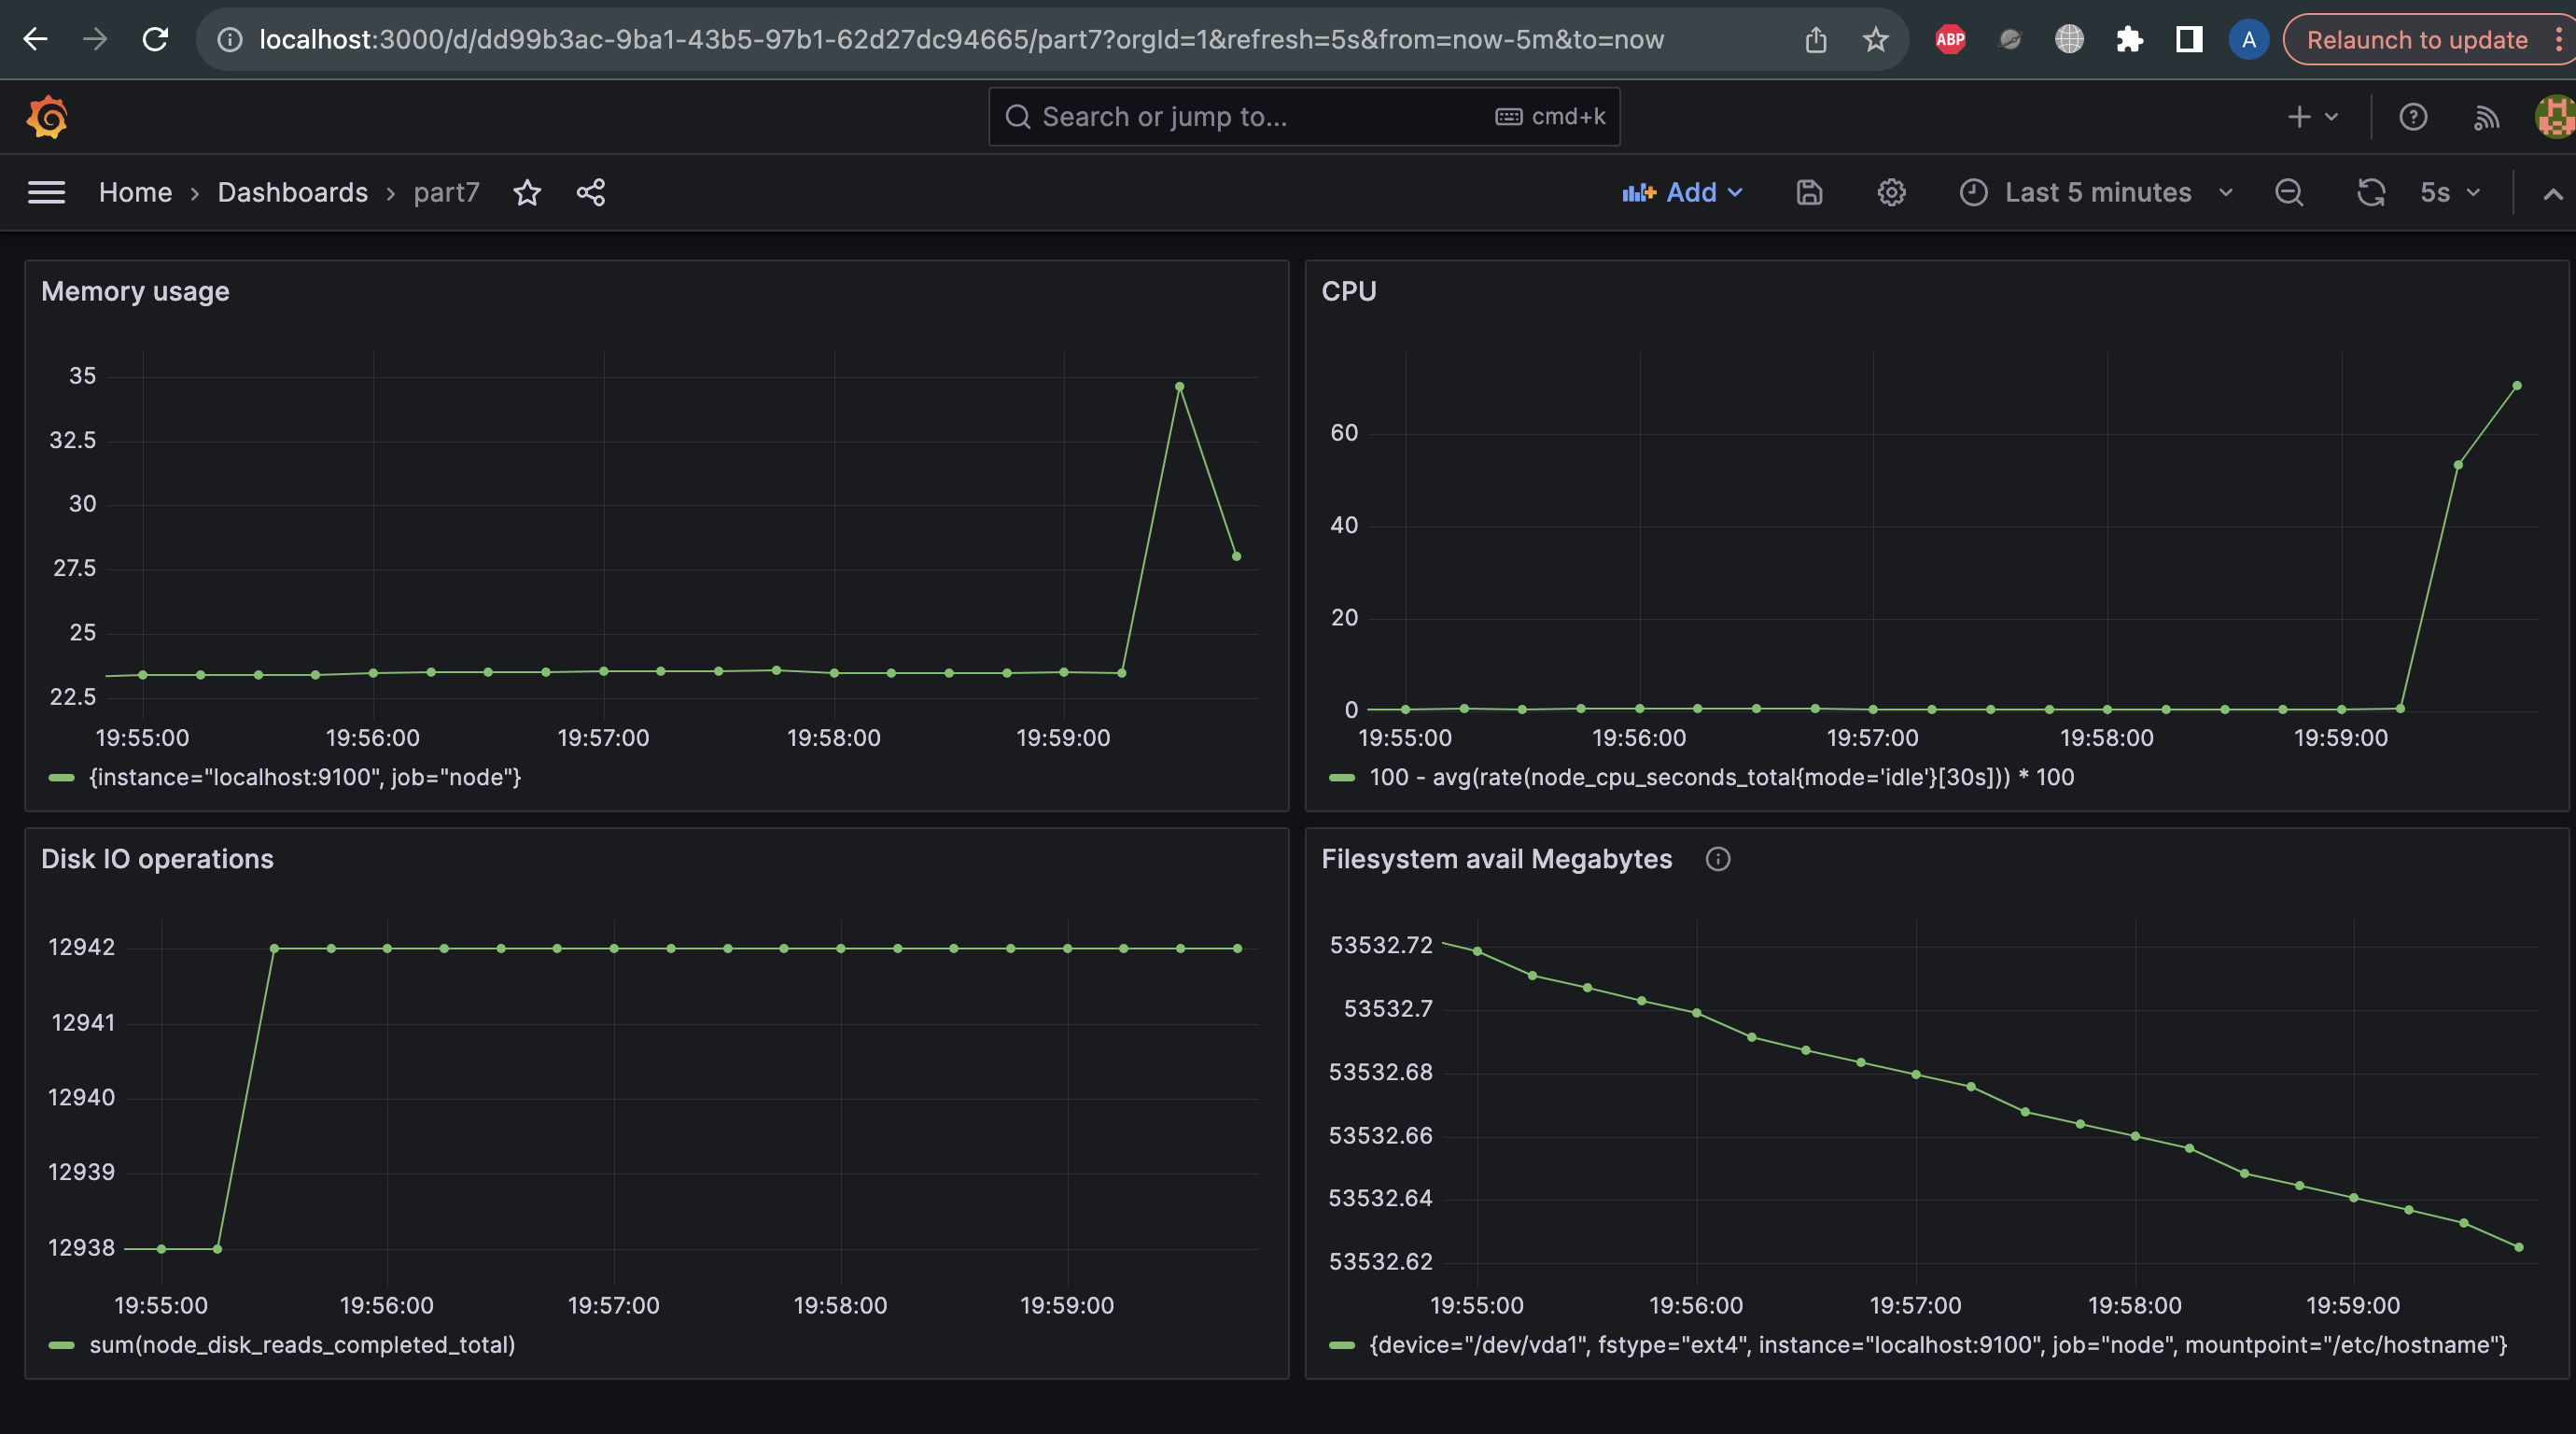 localhost:3000/d/dd99b3ac-9ba1-43b5-97b1-62d27dc94665/part7?orgId=1&refresh=5s&from=now-5m&to=now
ABP
A
Relaunch to update
Search or jump to...
cmd+k
Home › Dashboards › part7
Add
Last 5 minutes
5s
Memory usage
35
32.5
30
27.5
25
22.5
19:55:00 19:56:00 19:57:00 19:58:00 19:59:00
{instance="localhost:9100", job="node"}
CPU
60
40
20
0
19:55:00 19:56:00 19:57:00 19:58:00 19:59:00
100 - avg(rate(node_cpu_seconds_total{mode='idle'}[30s])) * 100
Disk IO operations
12942
12941
12940
12939
12938
19:55:00 19:56:00 19:57:00 19:58:00 19:59:00
sum(node_disk_reads_completed_total)
Filesystem avail Megabytes
53532.72
53532.7
53532.68
53532.66
53532.64
53532.62
19:55:00 19:56:00 19:57:00 19:58:00 19:59:00
{device="/dev/vda1", fstype="ext4", instance="localhost:9100", job="node", mountpoint="/etc/hostname"}